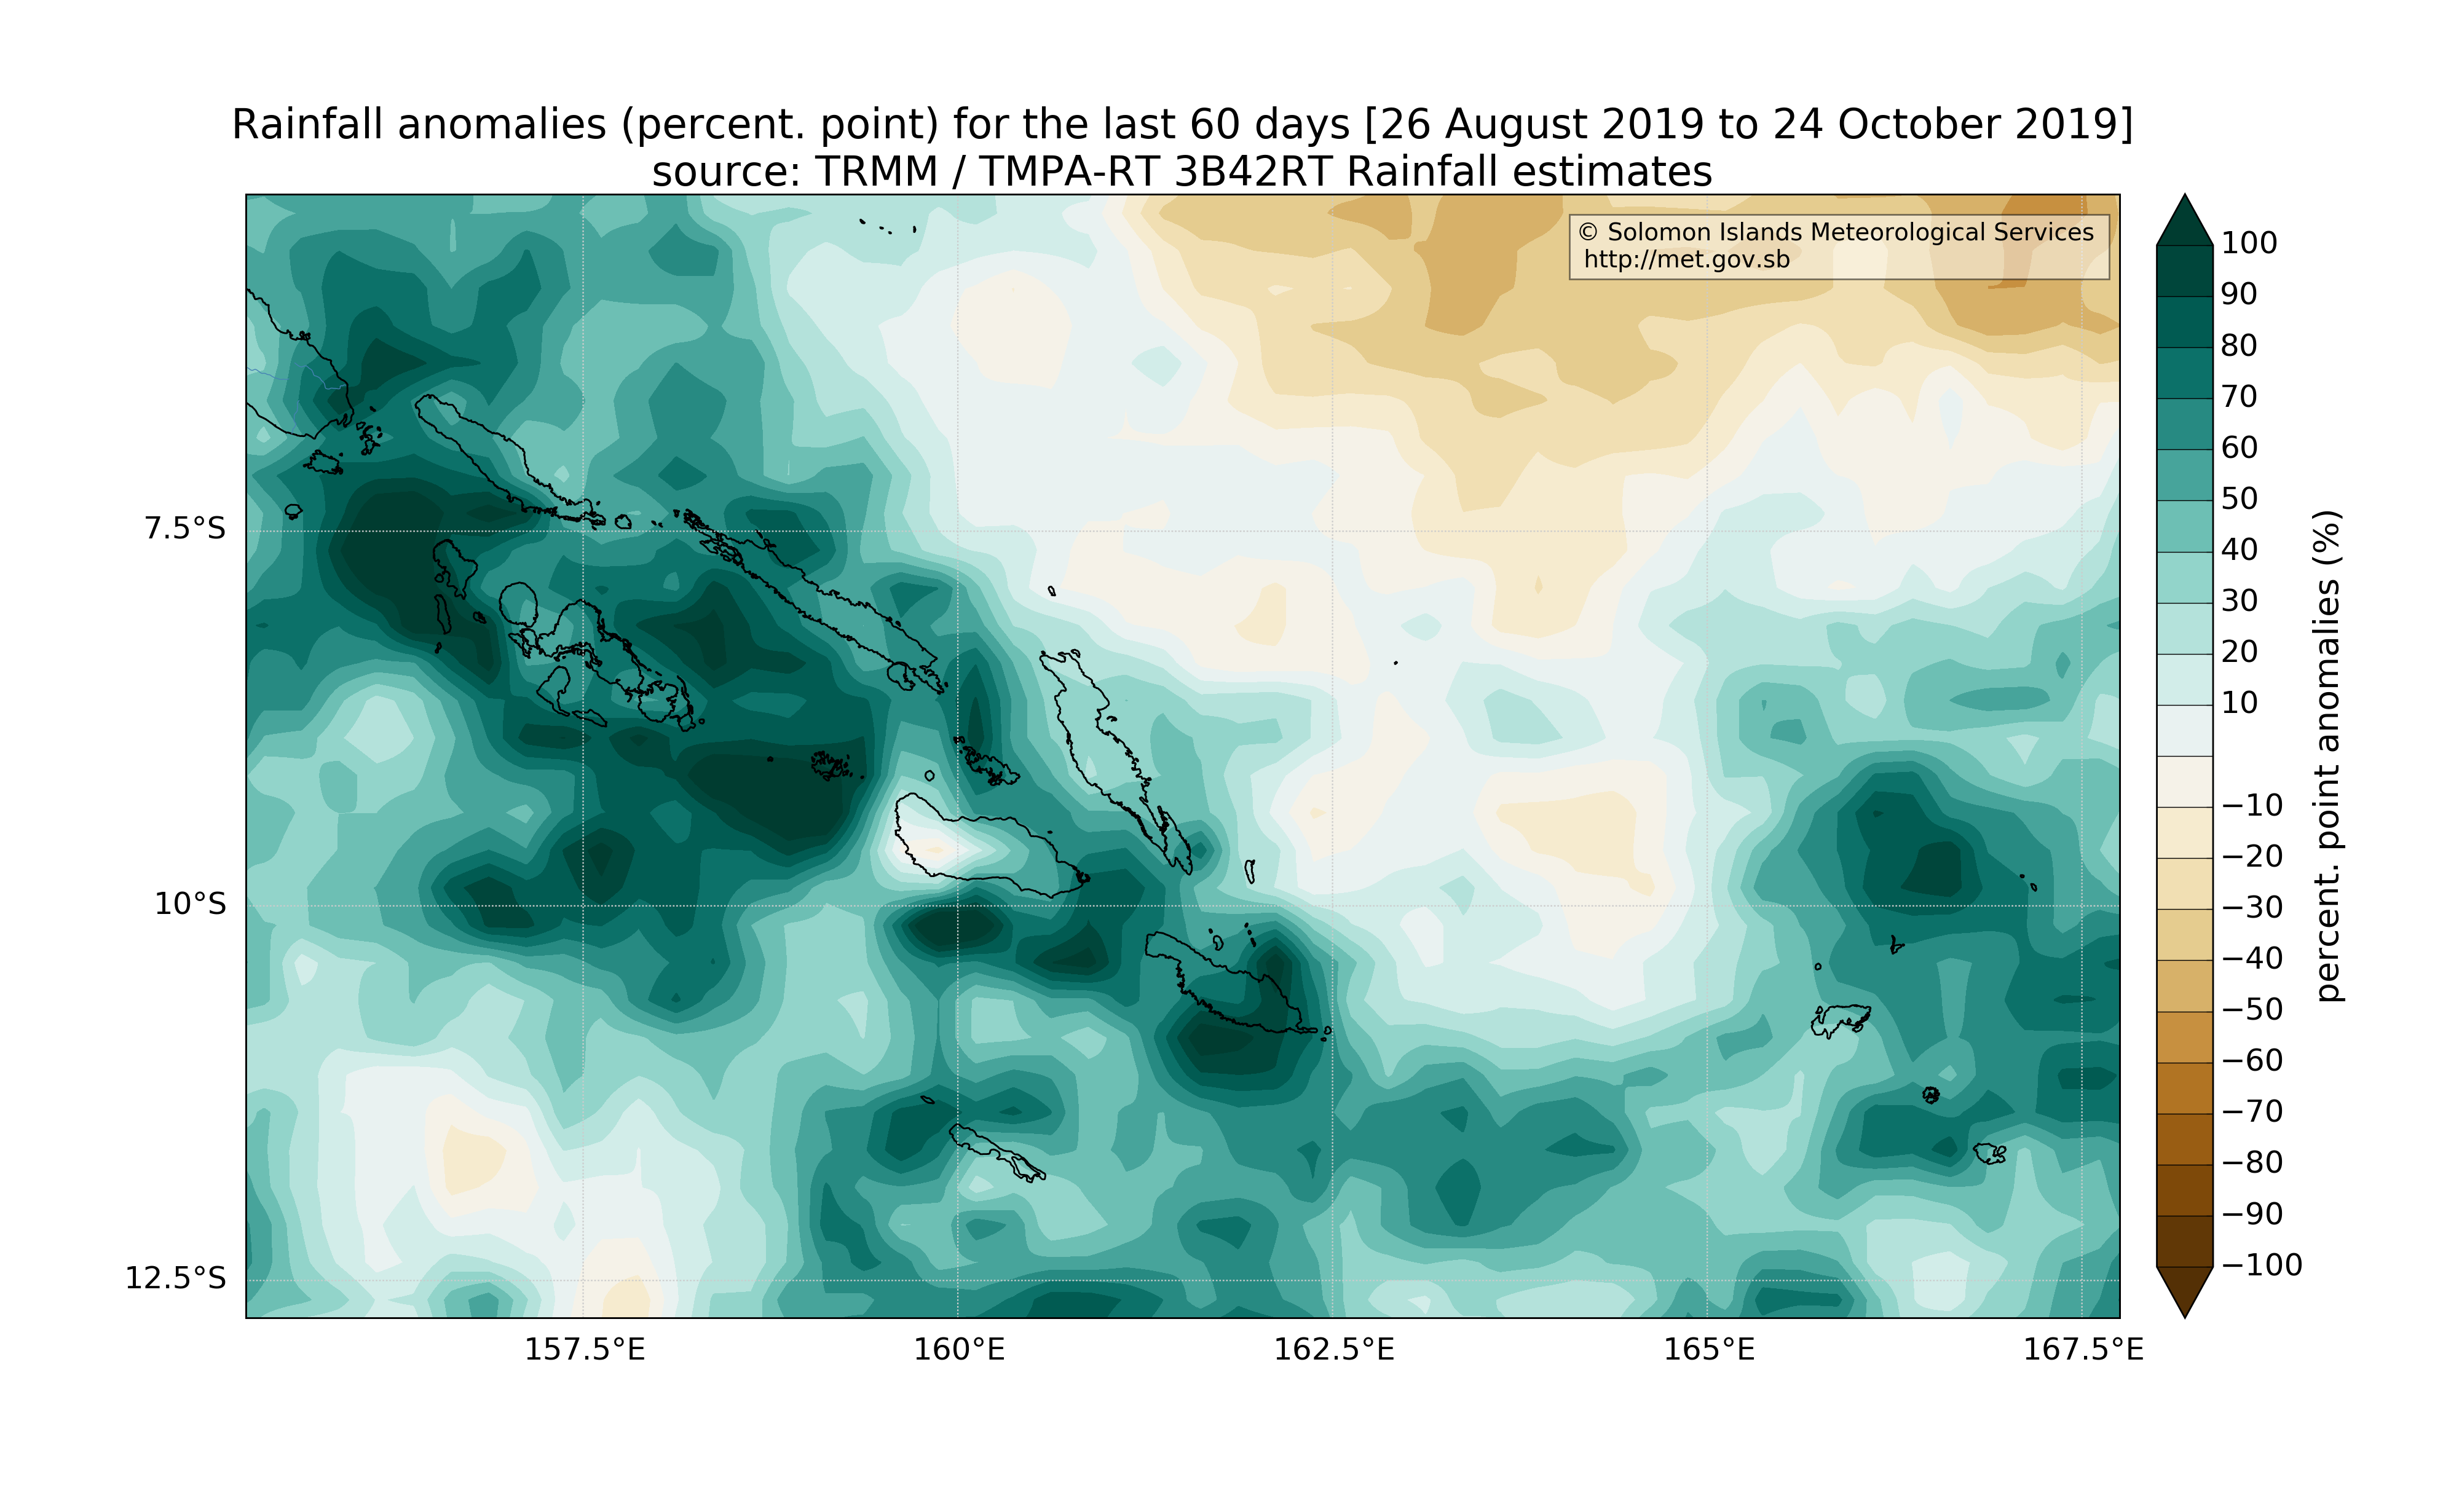 Rainfall anomalies (percent. point) for the last 60 days [26 August 2019 to 24 October 2019]
source: TRMM / TMPA-RT 3B42RT Rainfall estimates
© Solomon Islands Meteorological Services
http://met.gov.sb
7.5°S
10°S
12.5°S
157.5°E
160°E
162.5°E
165°E
167.5°E
100
90
80
70
60
50
40
30
20
10
−10
−20
−30
−40
−50
−60
−70
−80
−90
−100
percent. point anomalies (%)